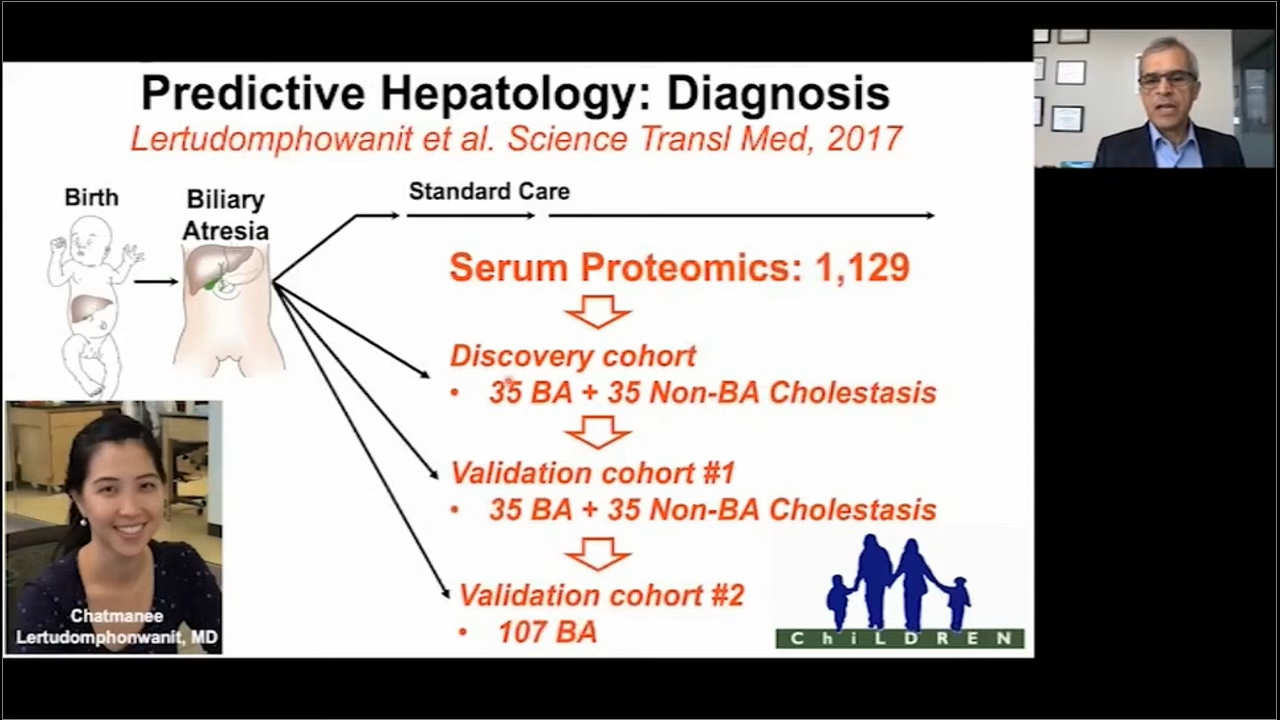 Predictive Hepatology: Diagnosis
Lertudomphowanit et al. Science Transl Med, 2017
Birth
Biliary
Atresia
Standard Care
Serum Proteomics: 1,129
Discovery cohort
• 35 BA + 35 Non-BA Cholestasis
Validation cohort #1
• 35 BA + 35 Non-BA Cholestasis
Validation cohort #2
• 107 BA
Chatmanee
Lertudomphonwanit, MD
ChiLDREN